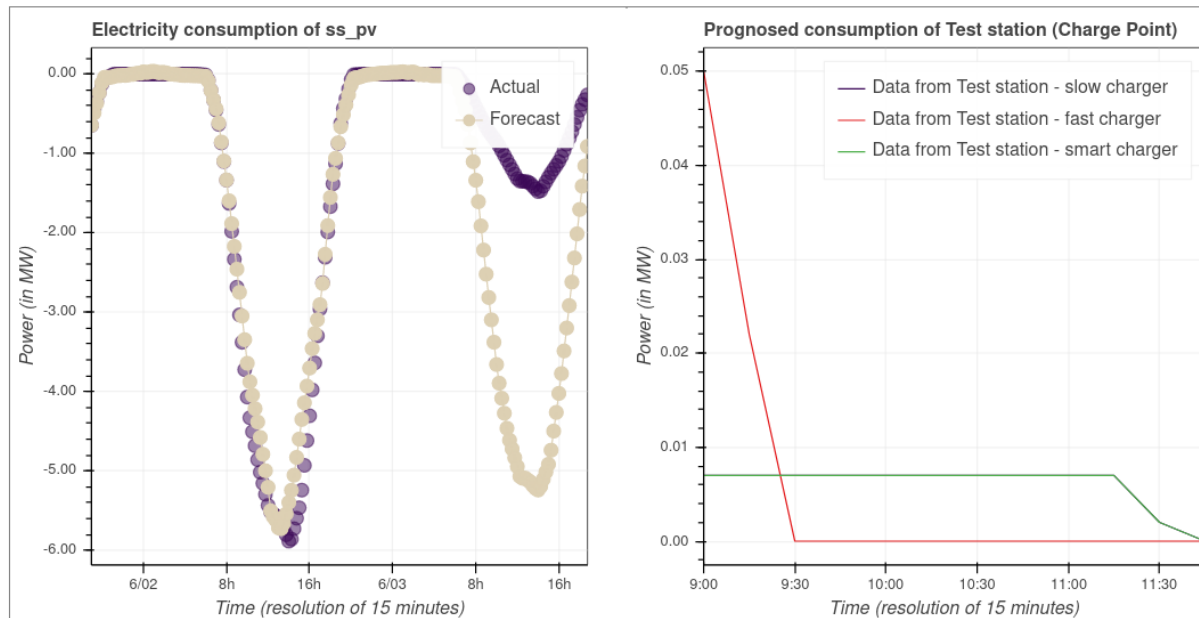 Electricity consumption of ss_pv
Actual
Forecast
0.00
-1.00
-2.00
-3.00
-4.00
-5.00
-6.00
Power (in MW)
6/02
8h
16h
6/03
8h
16h
Time (resolution of 15 minutes)
Prognosed consumption of Test station (Charge Point)
Data from Test station - slow charger
Data from Test station - fast charger
Data from Test station - smart charger
0.05
0.04
0.03
0.02
0.01
0.00
Power (in MW)
9:00
9:30
10:00
10:30
11:00
11:30
Time (resolution of 15 minutes)